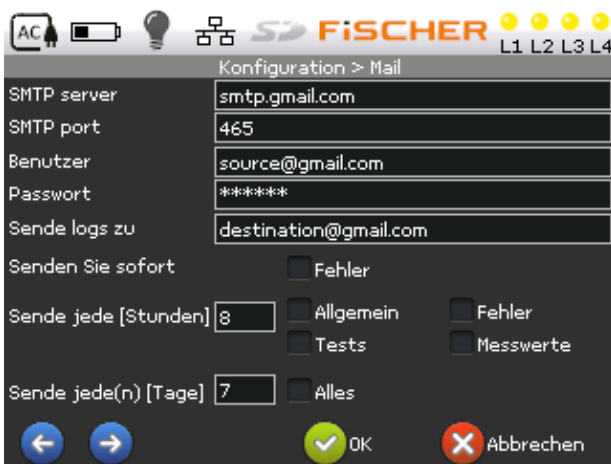 AC SD FiSCHER L1 L2 L3 L4
Konfiguration > Mail
SMTP server smtp.gmail.com
SMTP port 465
Benutzer source@gmail.com
Passwort ******
Sende logs zu destination@gmail.com
Senden Sie sofort Fehler
Sende jede [Stunden] 8 Allgemein Fehler
Tests Messwerte
Sende jede(n) [Tage] 7 Alles
OK Abbrechen